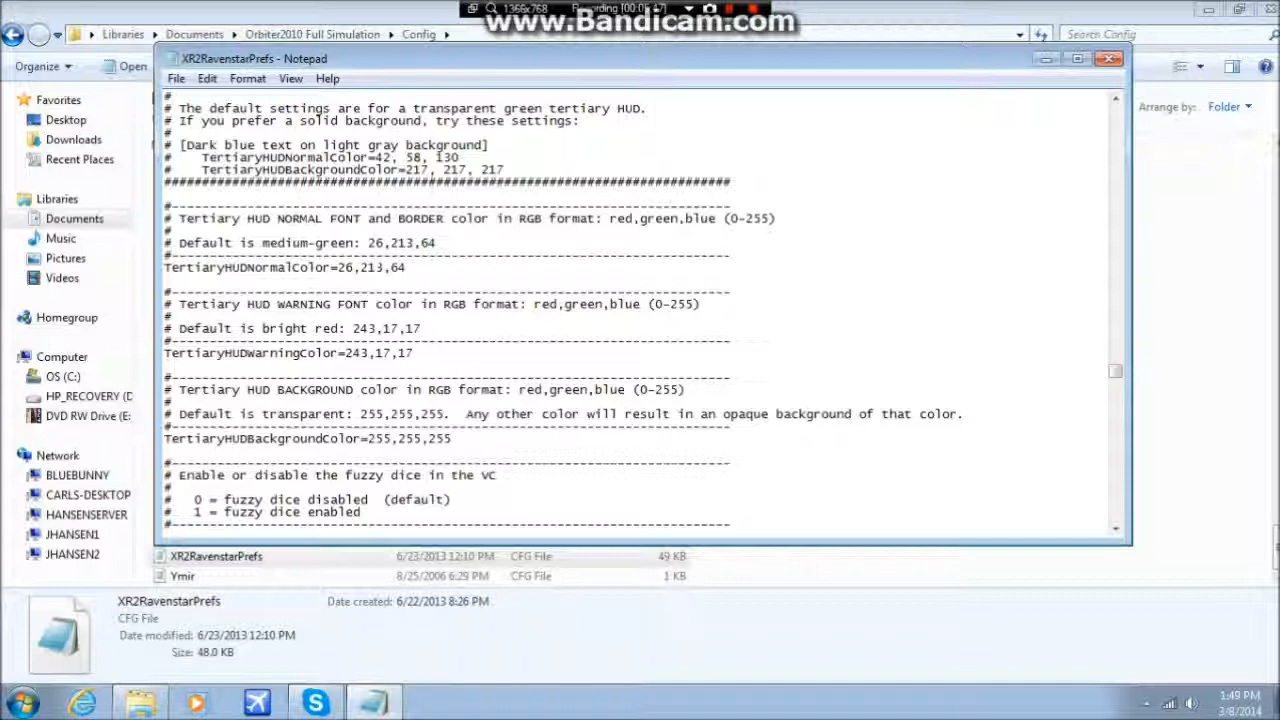 1366x768
Recording [00:05:47]
www.Bandicam.com
Libraries
Documents
Orbiter2010 Full Simulation
Config
Search Config
XR2RavenstarPrefs - Notepad
Organize
Open
Arrange by: Folder
File Edit Format View Help
Favorites
Desktop
Downloads
Recent Places
Libraries
Documents
Music
Pictures
Videos
Homegroup
Computer
OS (C:)
HP_RECOVERY (D
DVD RW Drive (E:
Network
BLUEBUNNY
CARLS-DESKTOP
HANSENSERVER
JHANSEN1
JHANSEN2
#
# The default settings are for a transparent green tertiary HUD.
# If you prefer a solid background, try these settings:
#
# [Dark blue text on light gray background]
#    TertiaryHUDNormalColor=42, 58, 130
#    TertiaryHUDBackgroundColor=217, 217, 217
###########################################################################
#--------------------------------------------------------------------------
# Tertiary HUD NORMAL FONT and BORDER color in RGB format: red,green,blue (0-255)
#
# Default is medium-green: 26,213,64
#--------------------------------------------------------------------------
TertiaryHUDNormalColor=26,213,64
#--------------------------------------------------------------------------
# Tertiary HUD WARNING FONT color in RGB format: red,green,blue (0-255)
#
# Default is bright red: 243,17,17
#--------------------------------------------------------------------------
TertiaryHUDWarningColor=243,17,17
#--------------------------------------------------------------------------
# Tertiary HUD BACKGROUND color in RGB format: red,green,blue (0-255)
#
# Default is transparent: 255,255,255.  Any other color will result in an opaque background of that color.
#--------------------------------------------------------------------------
TertiaryHUDBackgroundColor=255,255,255
#--------------------------------------------------------------------------
# Enable or disable the fuzzy dice in the VC
#
#   0 = fuzzy dice disabled  (default)
#   1 = fuzzy dice enabled
#--------------------------------------------------------------------------
XR2RavenstarPrefs 6/23/2013 12:10 PM CFG File 49 KB
Ymir 8/25/2006 6:29 PM CFG File 1 KB
XR2RavenstarPrefs Date created: 6/22/2013 8:26 PM
CFG File
Date modified: 6/23/2013 12:10 PM
Size: 48.0 KB
1:49 PM
3/8/2014